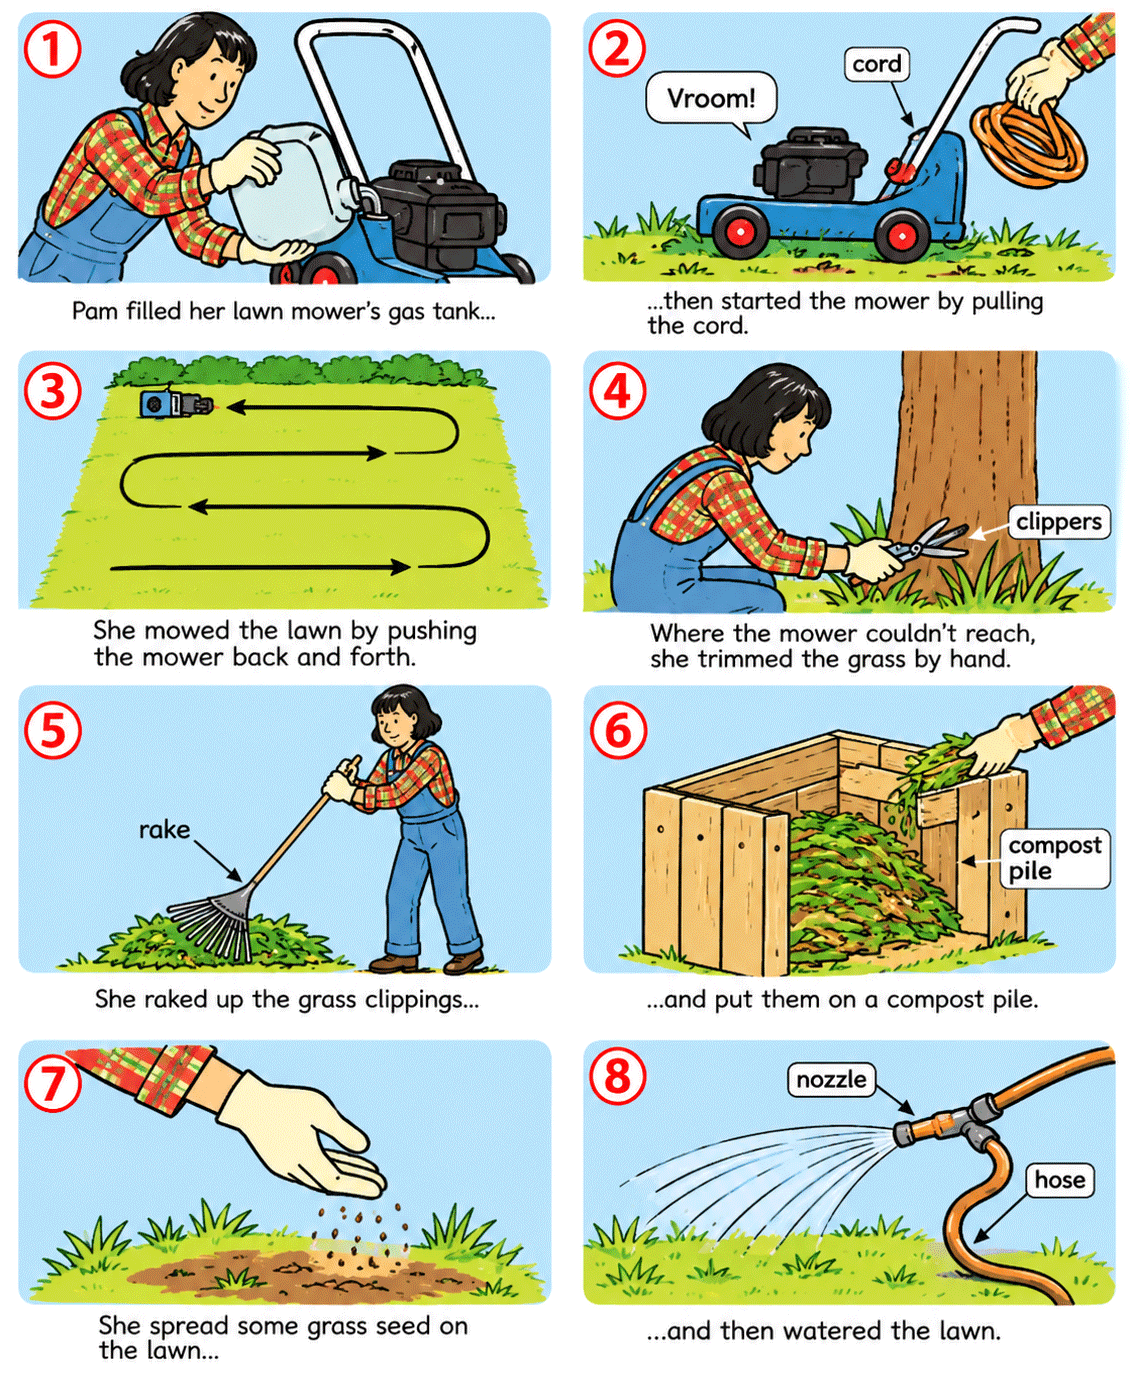 1
Pam filled her lawn mower's gas tank...
2
Vroom!
cord
...then started the mower by pulling
the cord.
3
She mowed the lawn by pushing
the mower back and forth.
4
clippers
Where the mower couldn't reach,
she trimmed the grass by hand.
5
rake
She raked up the grass clippings...
6
compost
pile
...and put them on a compost pile.
7
She spread some grass seed on
the lawn...
8
nozzle
hose
...and then watered the lawn.